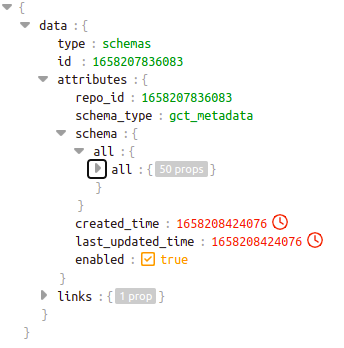 {
data : {
type : schemas
id : 1658207836083
attributes : {
repo_id : 1658207836083
schema_type : gct_metadata
schema : {
all : {
all : { 50 props }
}
}
created_time : 1658208424076
last_updated_time : 1658208424076
enabled : true
}
links : { 1 prop }
}
}